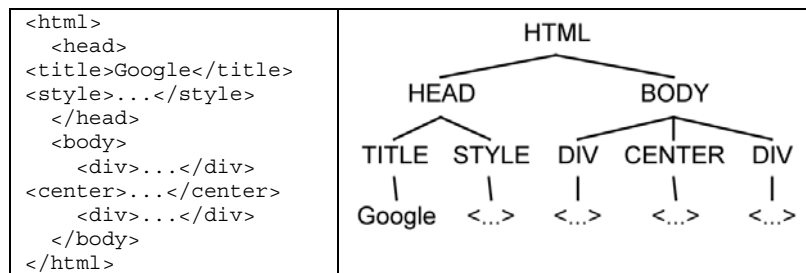 <html>
<head>
<title>Google</title>
<style>...</style>
</head>
<body>
<div>...</div>
<center>...</center>
<div>...</div>
</body>
</html>
HTML
HEAD BODY
TITLE STYLE DIV CENTER DIV
Google <...> <...> <...> <...>